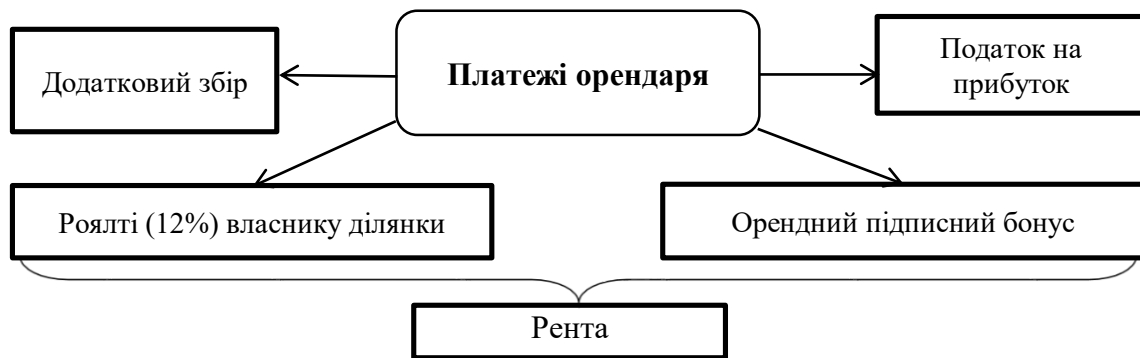 Додатковий збір
Платежі орендаря
Податок на
прибуток
Роялті (12%) власнику ділянки
Орендний підписний бонус
Рента